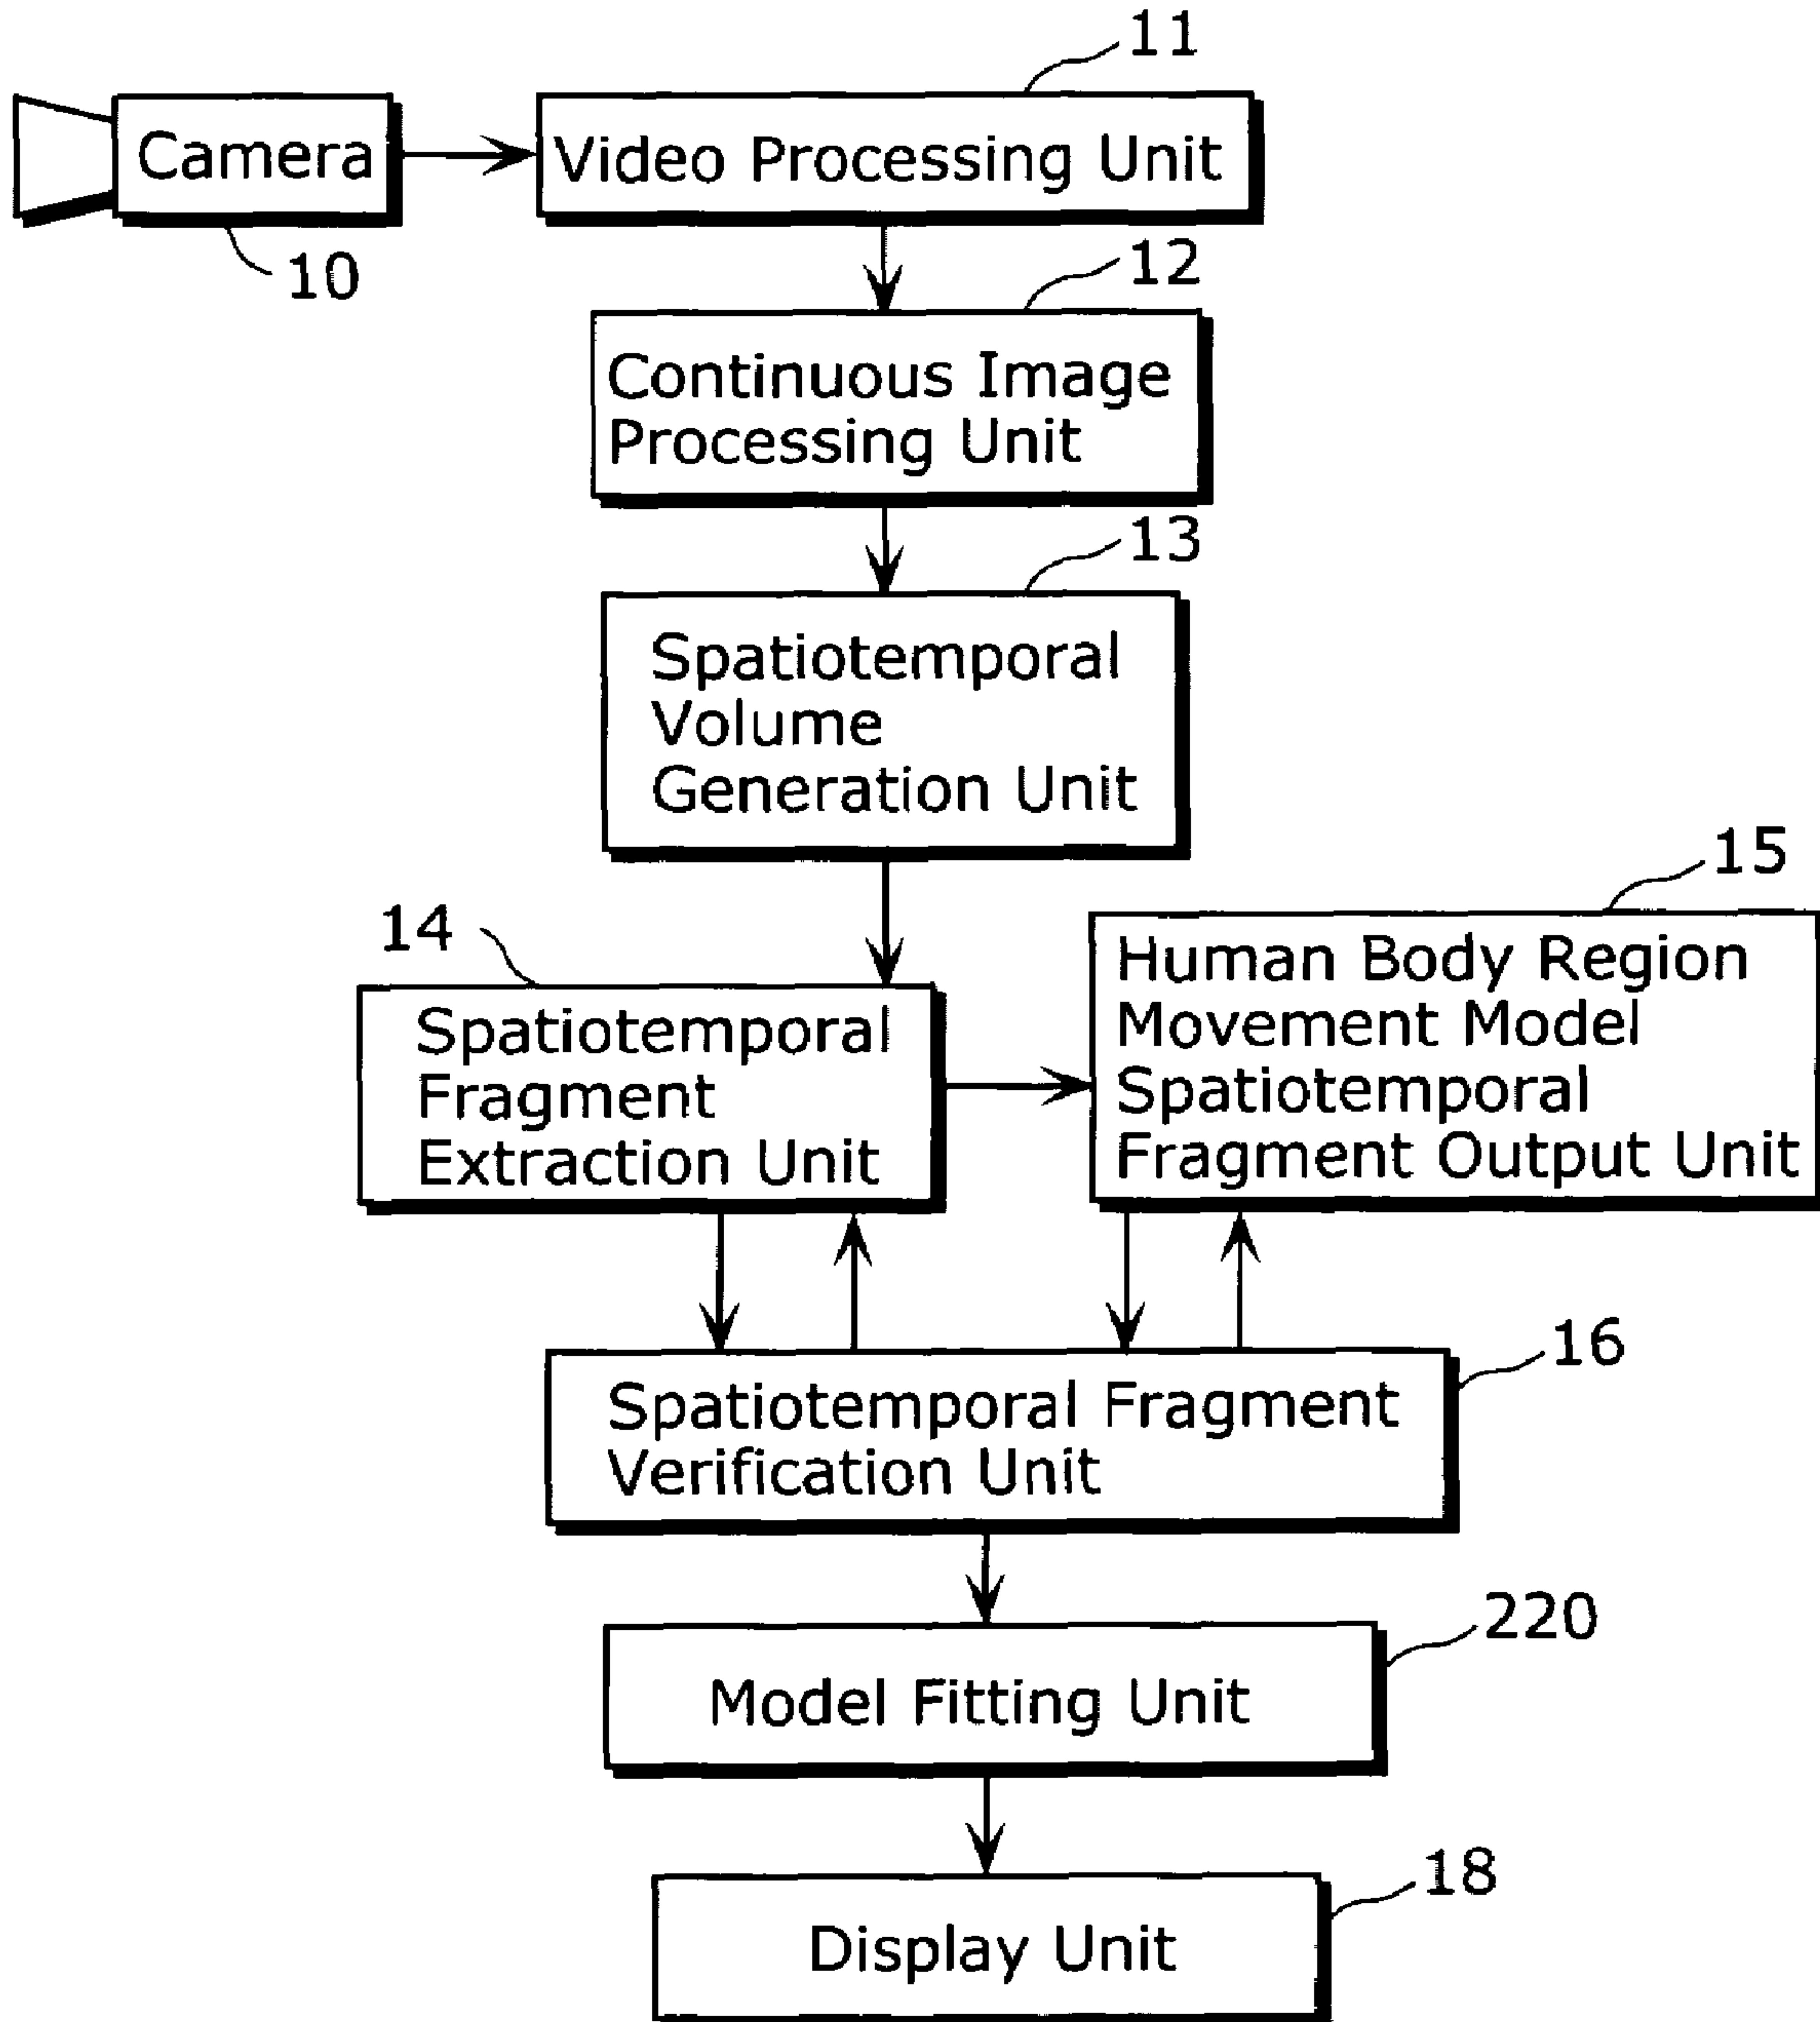 11
Camera
Video Processing Unit
10
12
Continuous Image
Processing Unit
13
Spatiotemporal
Volume
Generation Unit
15
14
Human Body Region
Movement Model
Spatiotemporal
Fragment Output Unit
Spatiotemporal
Fragment
Extraction Unit
16
Spatiotemporal Fragment
Verification Unit
220
Model Fitting Unit
18
Display Unit